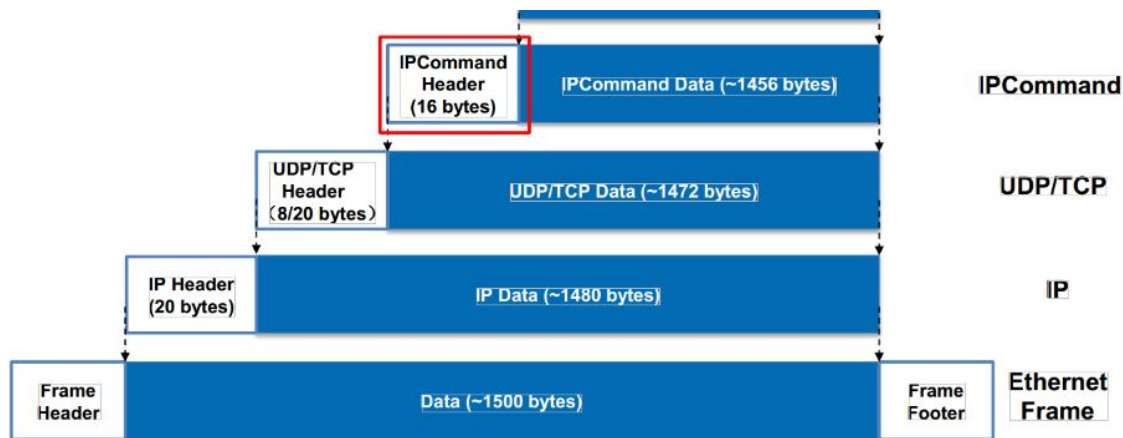 IPCommand
Header
(16 bytes)
IPCommand Data (~1456 bytes)
IPCommand
UDP/TCP
Header
（8/20 bytes）
UDP/TCP Data (~1472 bytes)
UDP/TCP
IP Header
(20 bytes)
IP Data (~1480 bytes)
IP
Frame
Header
Data (~1500 bytes)
Frame
Footer
Ethernet
Frame